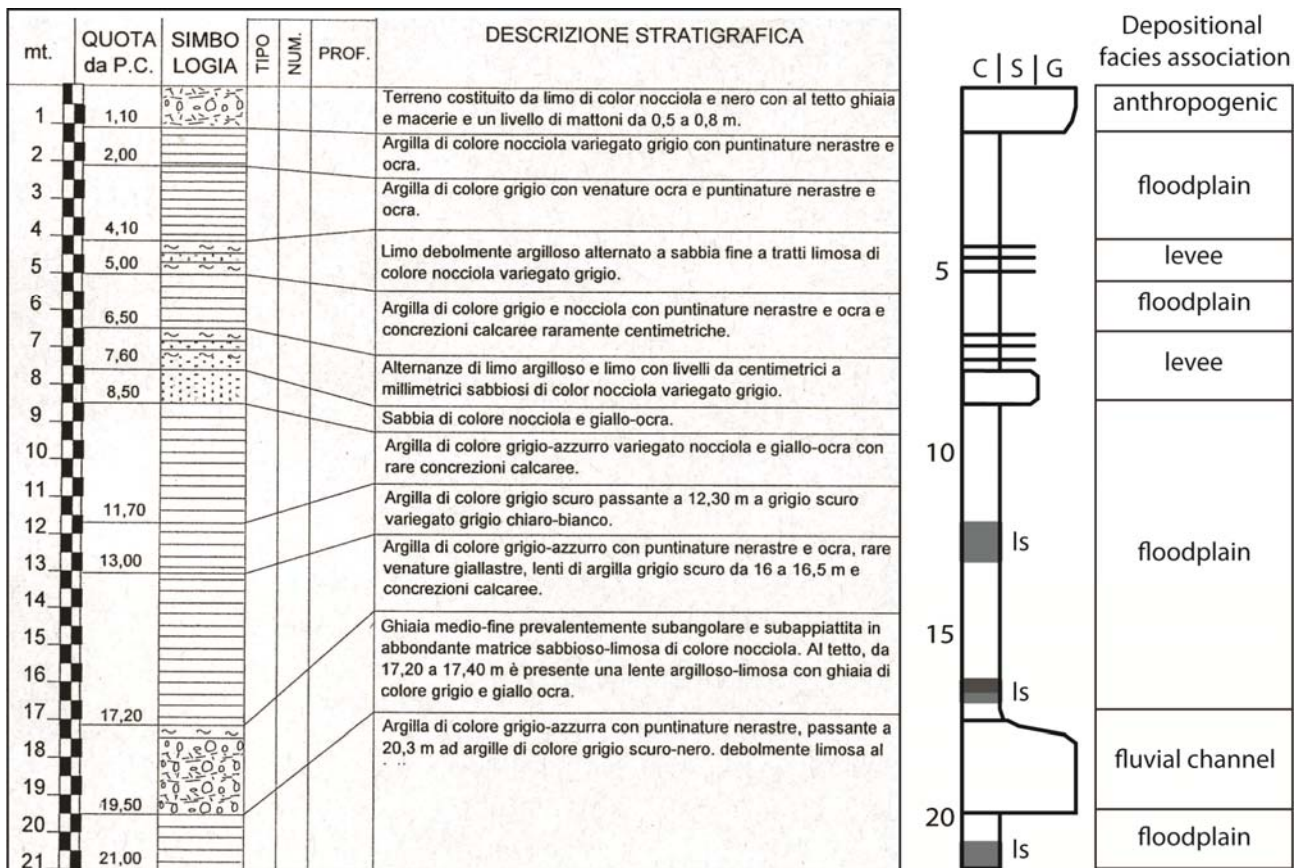 mt.
QUOTA
da P.C.
SIMBO
LOGIA
TIPO
NUM.
PROF.
DESCRIZIONE STRATIGRAFICA
1
2
3
4
5
6
7
8
9
10
11
12
13
14
15
16
17
18
19
20
21
1,10
2,00
4,10
5,00
6,50
7,60
8,50
11,70
13,00
17,20
19,50
21,00
Terreno costituito da limo di color nocciola e nero con al tetto ghiaia
e macerie e un livello di mattoni da 0,5 a 0,8 m.
Argilla di colore nocciola variegato grigio con puntinature nerastre e
ocra.
Argilla di colore grigio con venature ocra e puntinature nerastre e
ocra.
Limo debolmente argilloso alternato a sabbia fine a tratti limosa di
colore nocciola variegato grigio.
Argilla di colore grigio e nocciola con puntinature nerastre e ocra e
concrezioni calcaree raramente centimetriche.
Alternanze di limo argilloso e limo con livelli da centimetrici a
millimetrici sabbiosi di color nocciola variegato grigio.
Sabbia di colore nocciola e giallo-ocra.
Argilla di colore grigio-azzurro variegato nocciola e giallo-ocra con
rare concrezioni calcaree.
Argilla di colore grigio scuro passante a 12,30 m a grigio scuro
variegato grigio chiaro-bianco.
Argilla di colore grigio-azzurro con puntinature nerastre e ocra, rare
venature giallastre, lenti di argilla grigio scuro da 16 a 16,5 m e
concrezioni calcaree.
Ghiaia medio-fine prevalentemente subangolare e subappiattita in
abbondante matrice sabbioso-limosa di colore nocciola. Al tetto, da
17,20 a 17,40 m è presente una lente argilloso-limosa con ghiaia di
colore grigio e giallo ocra.
Argilla di colore grigio-azzurra con puntinature nerastre, passante a
20,3 m ad argille di colore grigio scuro-nero. debolmente limosa al
C | S | G
5
10
15
20
ls
ls
ls
Depositional
facies association
anthropogenic
floodplain
levee
floodplain
levee
floodplain
fluvial channel
floodplain